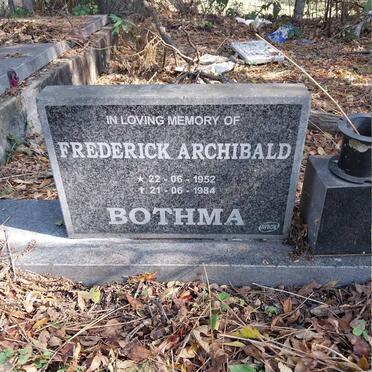 IN LOVING MEMORY OF
FREDERICK ARCHIBALD
★ 22 - 06 - 1952
✝ 21 - 06 - 1984
BOTHMA